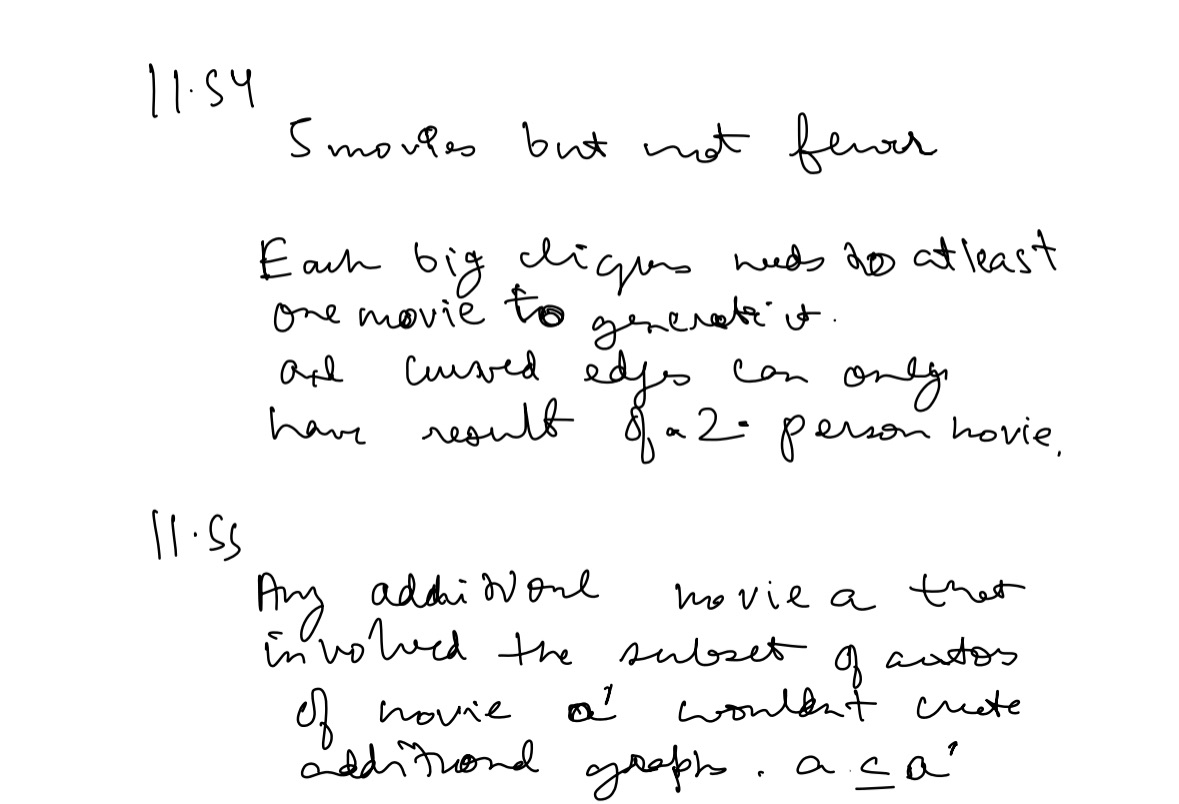 11.54
5 movies but not fewer
Each big cliques needs to atleast
one movie to generate it.
and curved edges can only
have result of a 2-person movie.
11.55
Any additional movie a that
involved the subset of actors
of movie a' wouldn't create
additional graph. a ⊆ a'